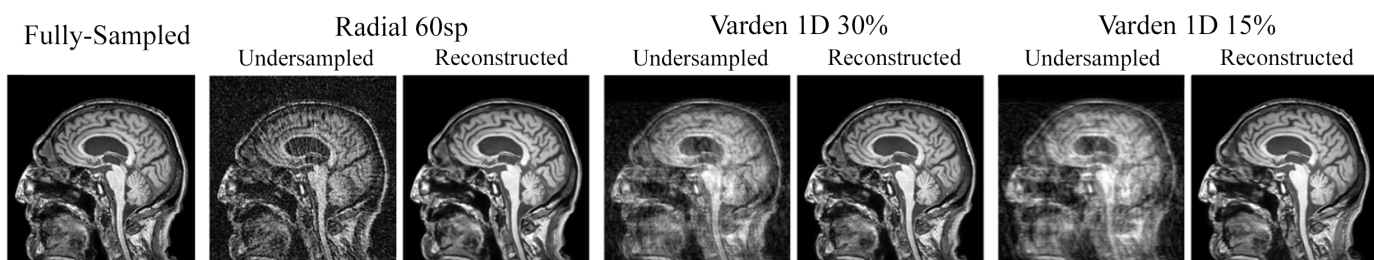 Fully-Sampled
Radial 60sp
Undersampled
Reconstructed
Varden 1D 30%
Undersampled
Reconstructed
Varden 1D 15%
Undersampled
Reconstructed